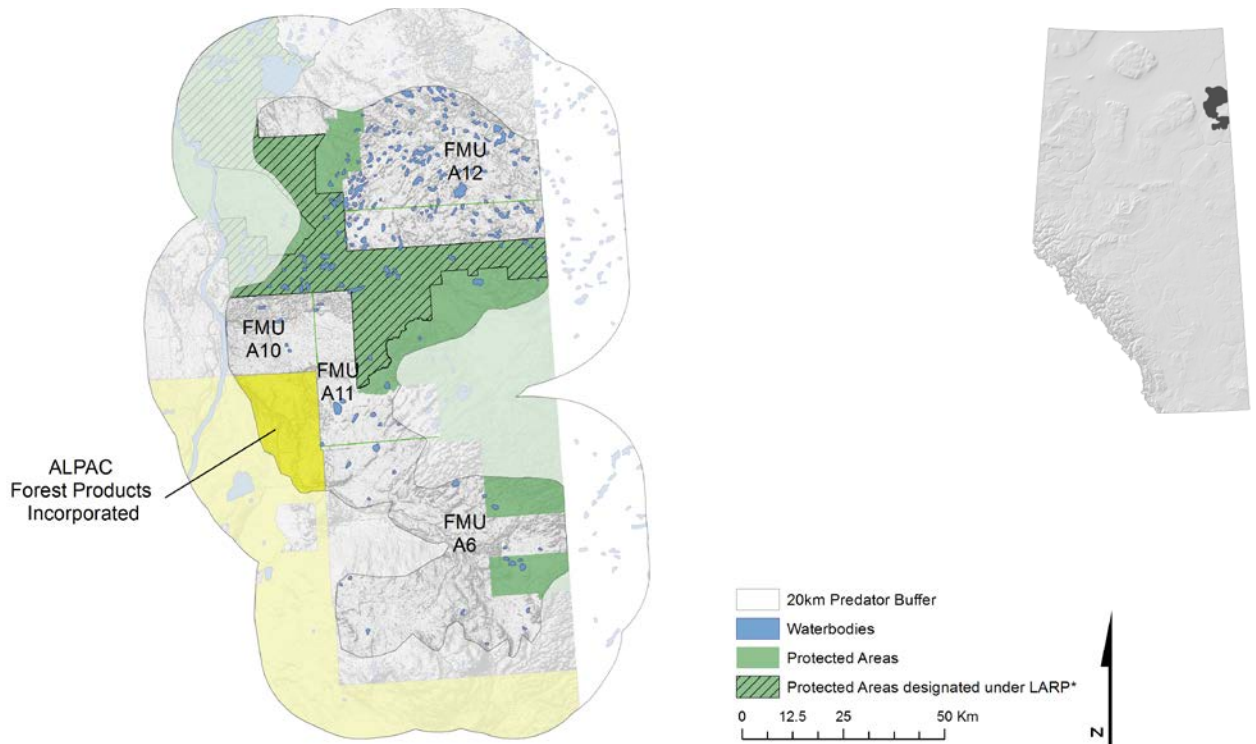 FMU
A12
FMU
A10
FMU
A11
ALPAC
Forest Products
Incorporated
FMU
A6
20km Predator Buffer
Waterbodies
Protected Areas
Protected Areas designated under LARP*
0 12.5 25 50 Km
N